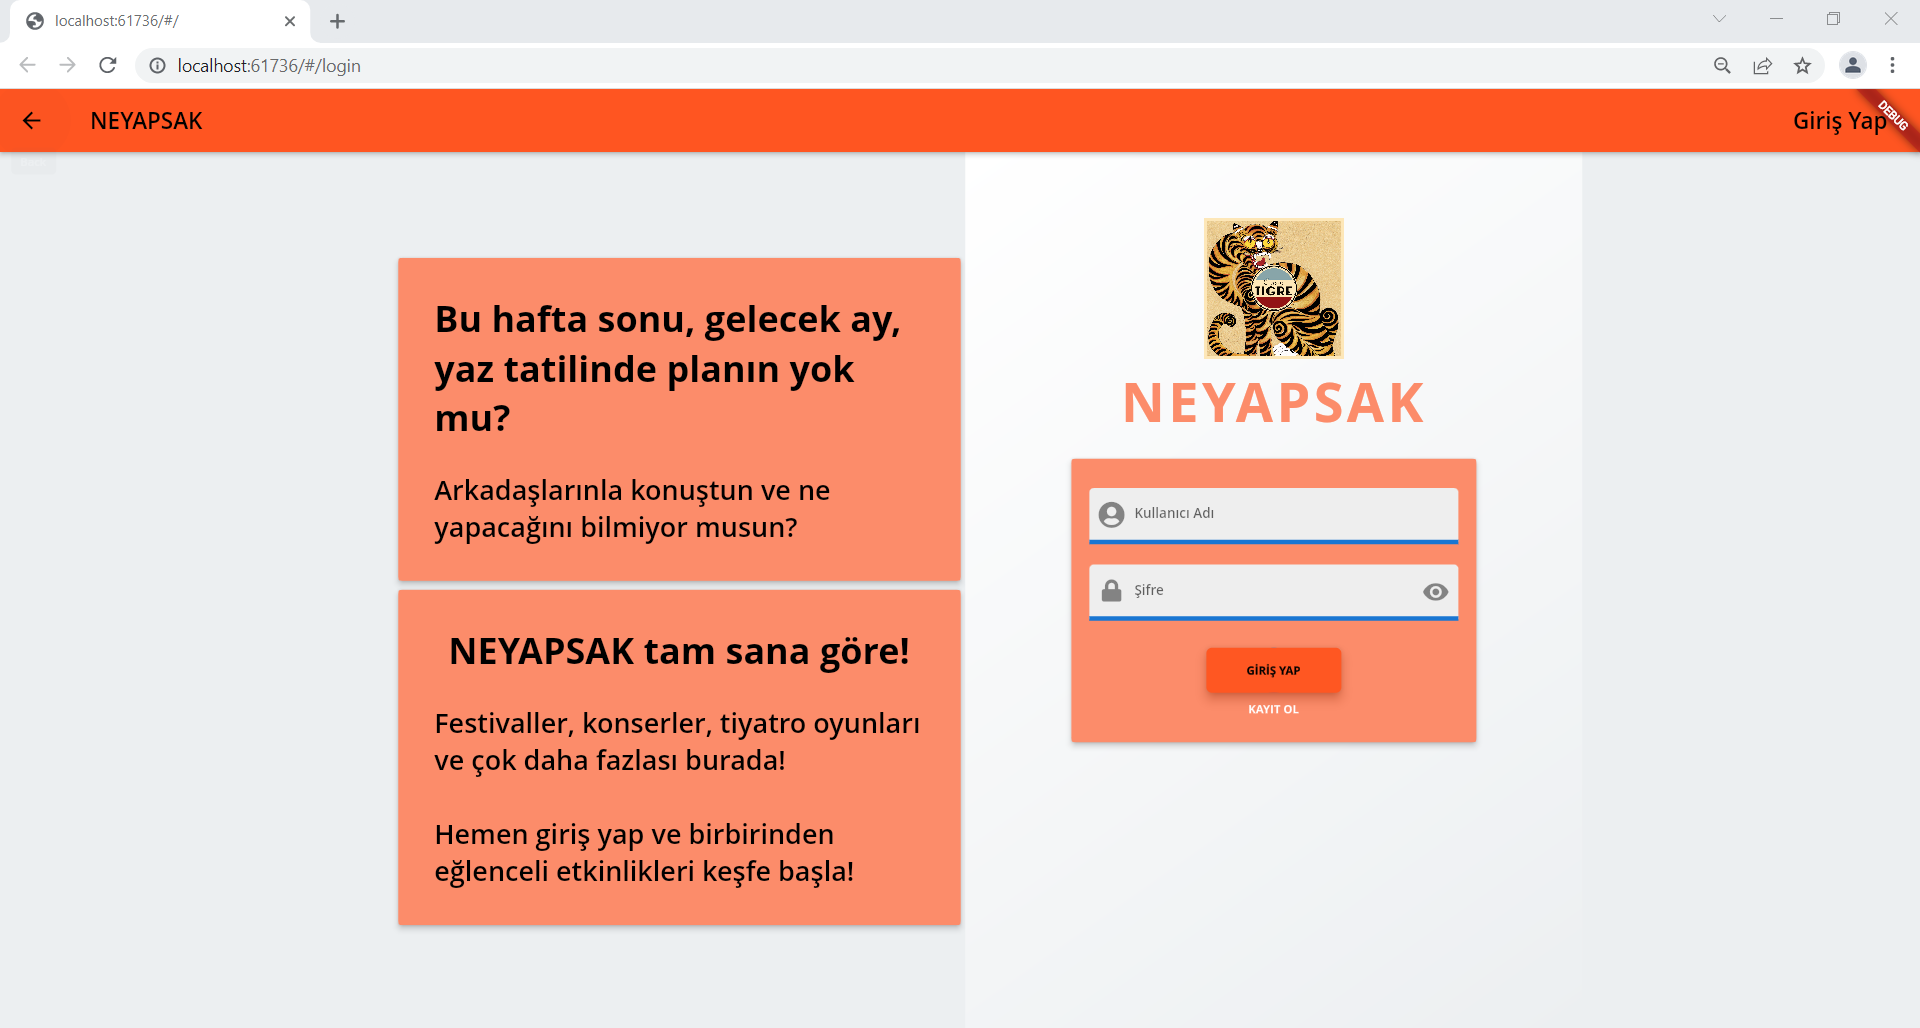 localhost:61736/#/
localhost:61736/#/login
NEYAPSAK
Giriş Yap
DEBUG
Bu hafta sonu, gelecek ay,
yaz tatilinde planın yok
mu?
Arkadaşlarınla konuştun ve ne
yapacağını bilmiyor musun?
NEYAPSAK tam sana göre!
Festivaller, konserler, tiyatro oyunları
ve çok daha fazlası burada!
Hemen giriş yap ve birbirinden
eğlenceli etkinlikleri keşfe başla!
TIGRE
NEYAPSAK
Kullanıcı Adı
Şifre
GİRİŞ YAP
KAYIT OL